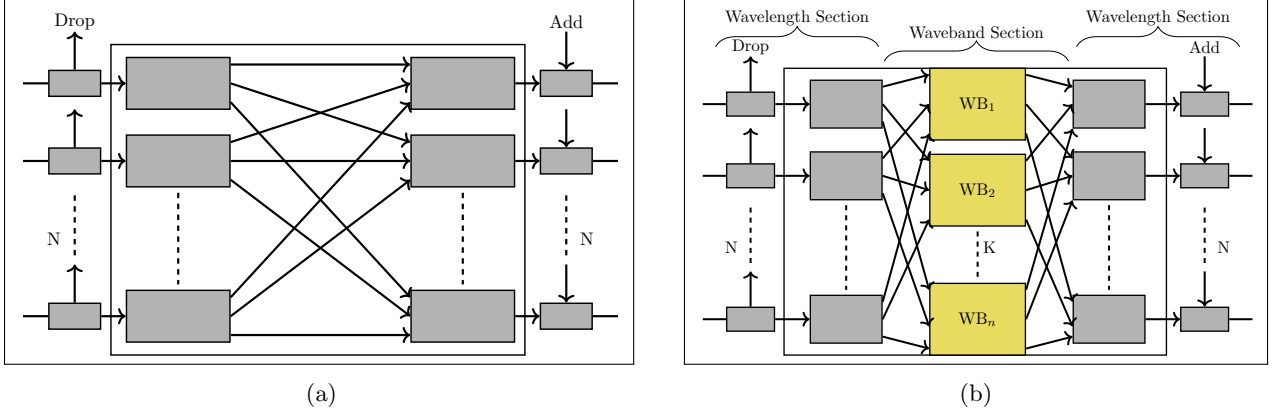 Drop
Add
N
N
(a)
Wavelength Section
Wavelength Section
Waveband Section
Drop
Add
WB₁
WB₂
N
K
N
WBₙ
(b)